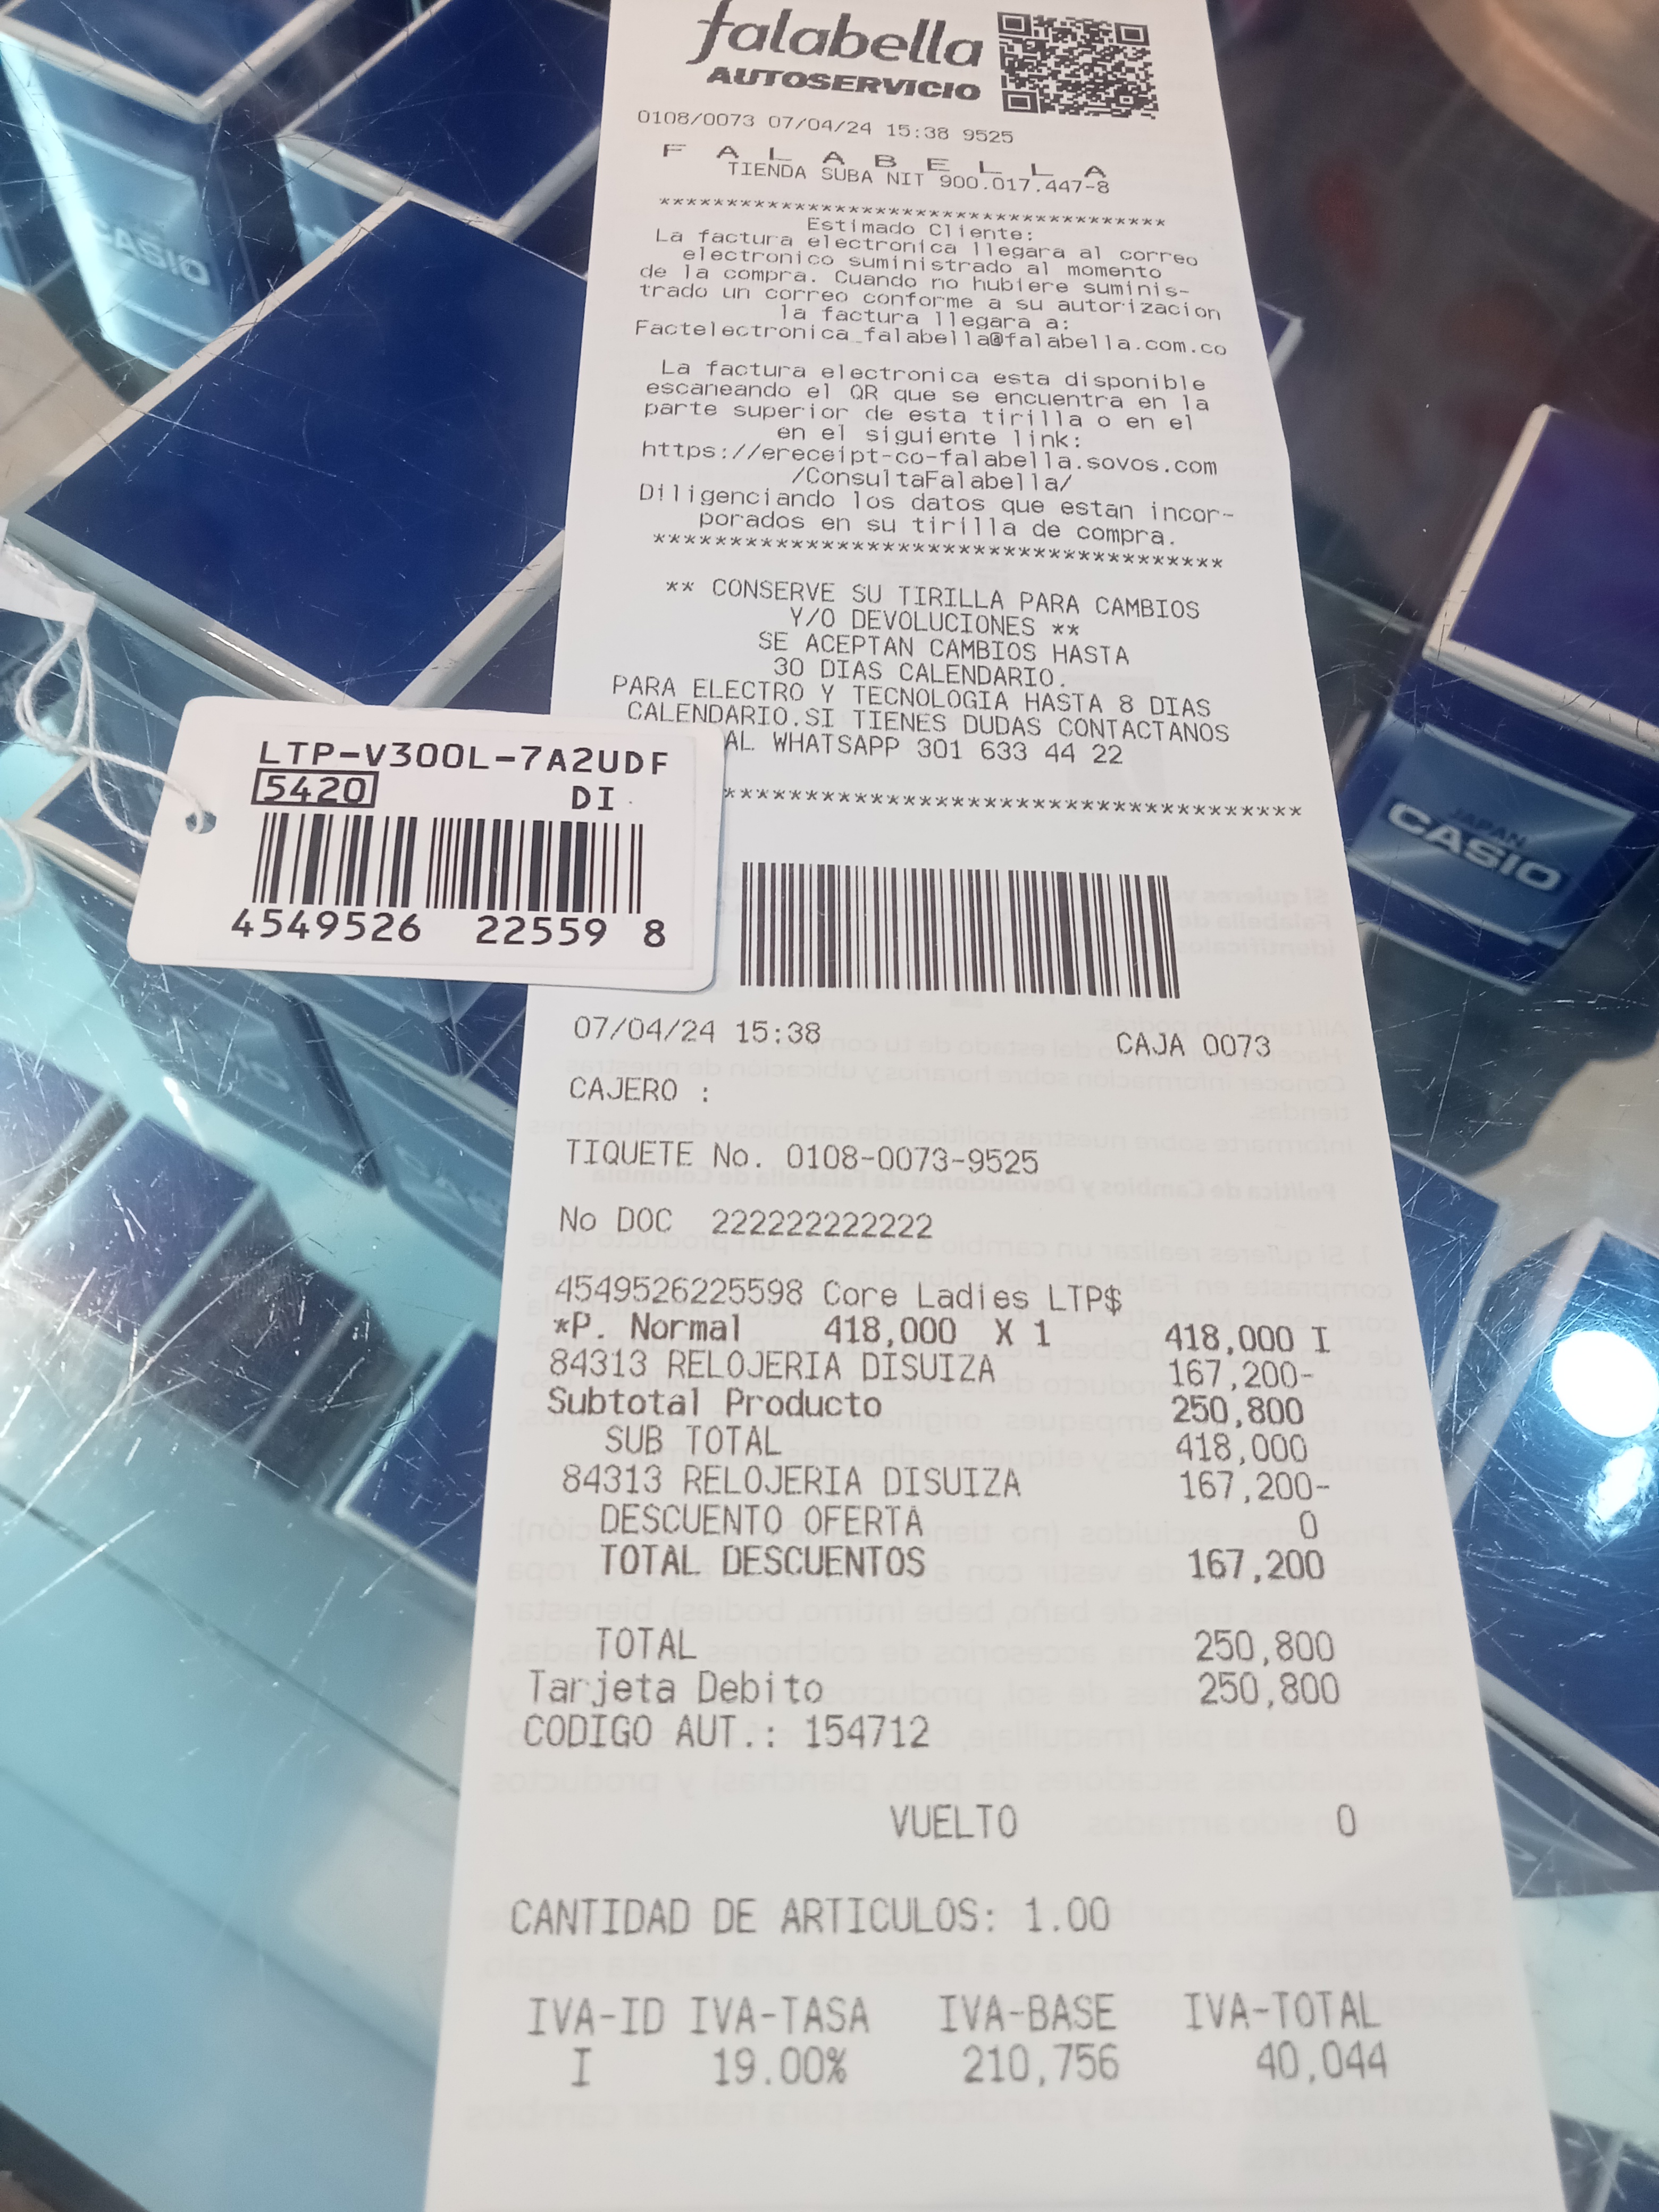 falabella
AUTOSERVICIO
0108/0073 07/04/24 15:38 9525
F A L A B E L L A
TIENDA SUBA NIT 900.017.447-8
***************************************
Estimado Cliente:
La factura electronica llegara al correo
electronico suministrado al momento
de la compra. Cuando no hubiere suminis-
trado un correo conforme a su autorizacion
la factura llegara a:
Factelectronica_falabella@falabella.com.co
La factura electronica esta disponible
escaneando el QR que se encuentra en la
parte superior de esta tirilla o en el
en el siguiente link:
https://ereceipt-co-falabella.sovos.com
/ConsultaFalabella/
Diligenciando los datos que estan incor-
porados en su tirilla de compra.
***************************************
** CONSERVE SU TIRILLA PARA CAMBIOS
Y/O DEVOLUCIONES **
SE ACEPTAN CAMBIOS HASTA
30 DIAS CALENDARIO.
PARA ELECTRO Y TECNOLOGIA HASTA 8 DIAS
CALENDARIO.SI TIENES DUDAS CONTACTANOS
AL WHATSAPP 301 633 44 22
************************************
LTP-V300L-7A2UDF
5420 DI
4549526 22559 8
07/04/24 15:38 CAJA 0073
CAJERO :
TIQUETE No. 0108-0073-9525
No DOC 222222222222
4549526225598 Core Ladies LTP$
*P. Normal 418,000 X 1 418,000 I
84313 RELOJERIA DISUIZA 167,200-
Subtotal Producto 250,800
SUB TOTAL 418,000
84313 RELOJERIA DISUIZA 167,200-
DESCUENTO OFERTA 0
TOTAL DESCUENTOS 167,200
TOTAL 250,800
Tarjeta Debito 250,800
CODIGO AUT.: 154712
VUELTO 0
CANTIDAD DE ARTICULOS: 1.00
IVA-ID IVA-TASA IVA-BASE IVA-TOTAL
I 19.00% 210,756 40,044
CASIO
JAPAN
CASIO